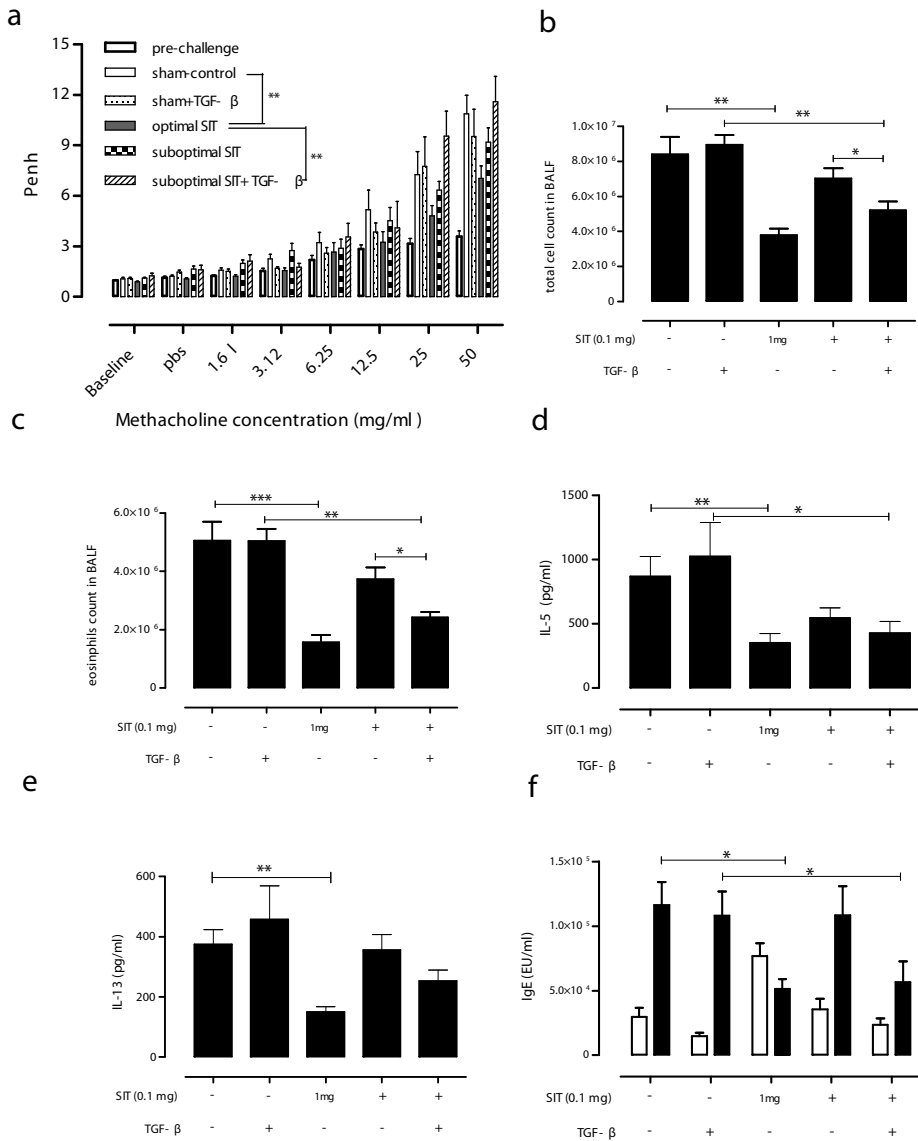 a
15
12
9
6
3
0
Penh
pre-challenge
sham-control
sham+TGF- β
optimal SIT
suboptimal SIT
suboptimal SIT+ TGF- β
**
**
Baseline
pbs
1.6 l
3.12
6.25
12.5
25
50
Methacholine concentration (mg/ml )
b
total cell count in BALF
1.0×10 7
8.0×10 6
6.0×10 6
4.0×10 6
2.0×10 6
0
**
**
*
SIT (0.1 mg) - - 1mg + +
TGF- β - + - - +
c
eosinphils count in BALF
6.0×10 6
4.0×10 6
2.0×10 6
0
***
**
*
SIT (0.1 mg) - - 1mg + +
TGF- β - + - - +
d
IL-5 (pg/ml)
1500
1000
500
0
**
*
SIT (0.1 mg) - - 1mg + +
TGF- β - + - - +
e
IL-13 (pg/ml)
600
400
200
0
**
SIT (0.1 mg) - - 1mg + +
TGF- β - + - - +
f
IgE (EU/ml)
1.5×10 5
1.0×10 5
5.0×10 4
0
*
*
SIT (0.1 mg) - - 1mg + +
TGF- β - + - - +